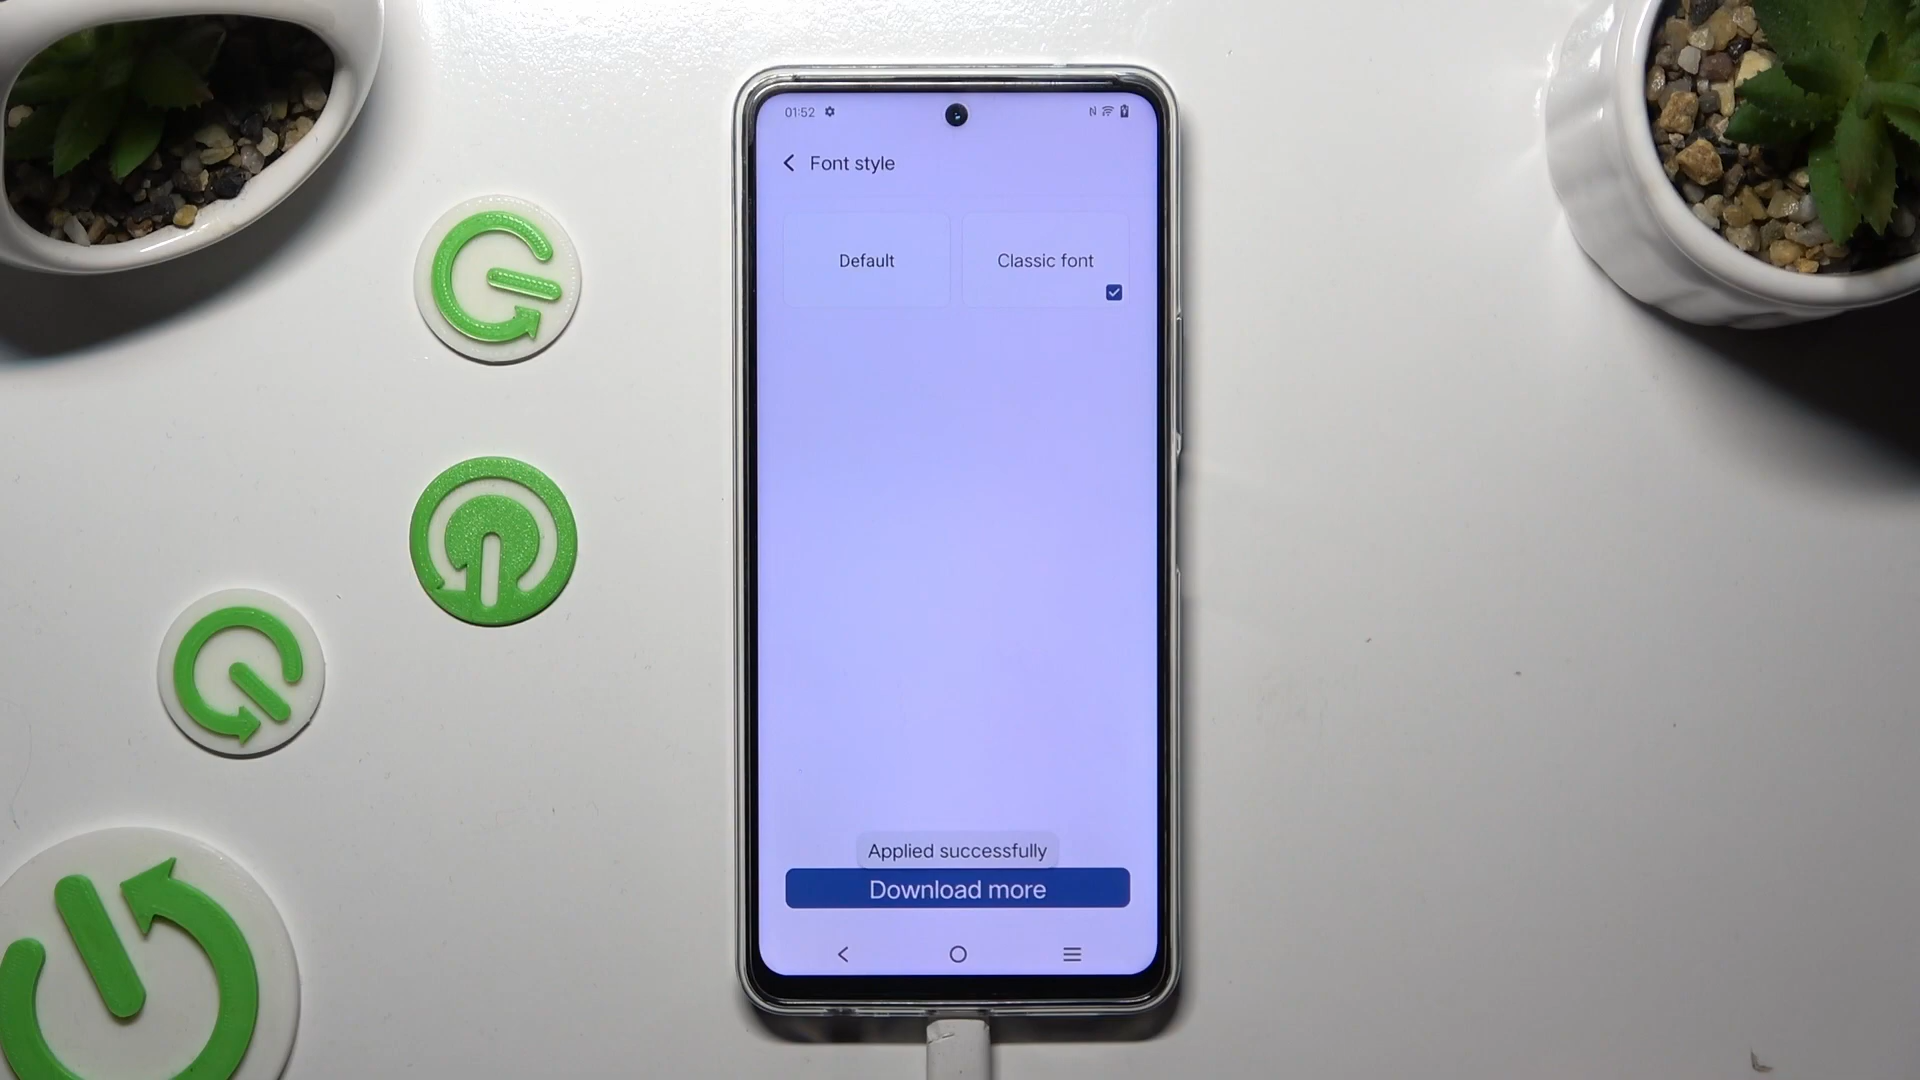 01:52
Font style
Default
Classic font
Applied successfully
Download more